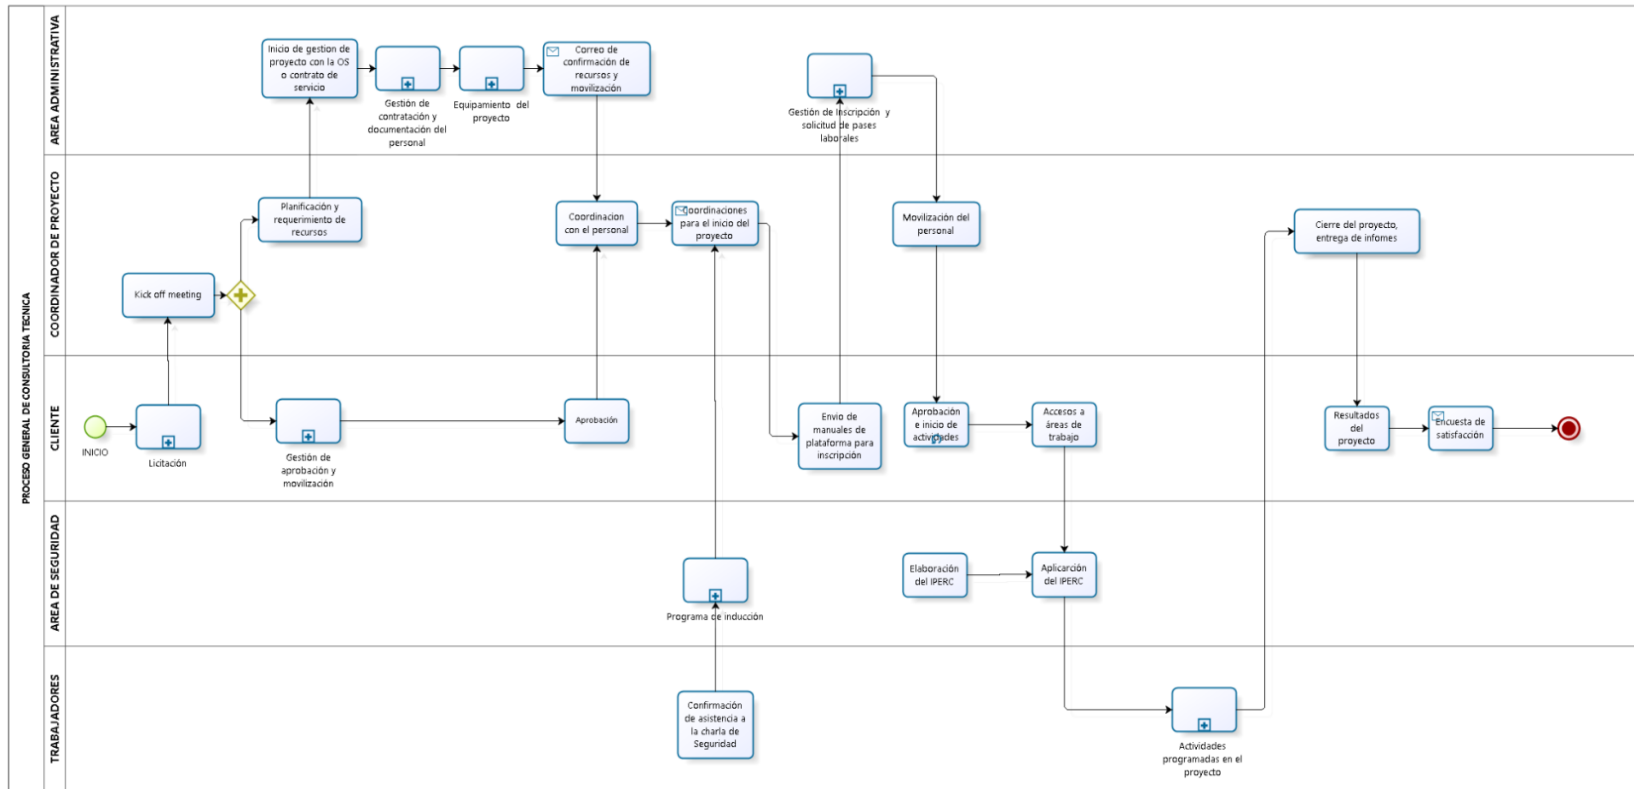 PROCESO GENERAL DE CONSULTORIA TECNICA
AREA ADMINISTRATIVA
Inicio de gestion de
proyecto con la OS
o contrato de
servicio
Gestión de
contratación y
documentación del
personal
Equipamiento del
proyecto
Correo de
confirmación de
recursos y
movilización
Gestión de inscripción y
solicitud de pases
laborales
COORDINADOR DE PROYECTO
Kick off meeting
Planificación y
requerimiento de
recursos
Coordinacion
con el personal
Coordinaciones
para el inicio del
proyecto
Movilización del
personal
Cierre del proyecto,
entrega de infomes
CLIENTE
INICIO
Licitación
Gestión de
aprobación y
movilización
Aprobación
Envio de
manuales de
plataforma para
inscripción
Aprobación
e inicio de
actividades
Accesos a
áreas de
trabajo
Resultados
del
proyecto
Encuesta de
satisfacción
AREA DE SEGURIDAD
Programa de inducción
Elaboración
del IPERC
Aplicarción
del IPERC
TRABAJADORES
Confirmación
de asistencia a
la charla de
Seguridad
Actividades
programadas en el
proyecto